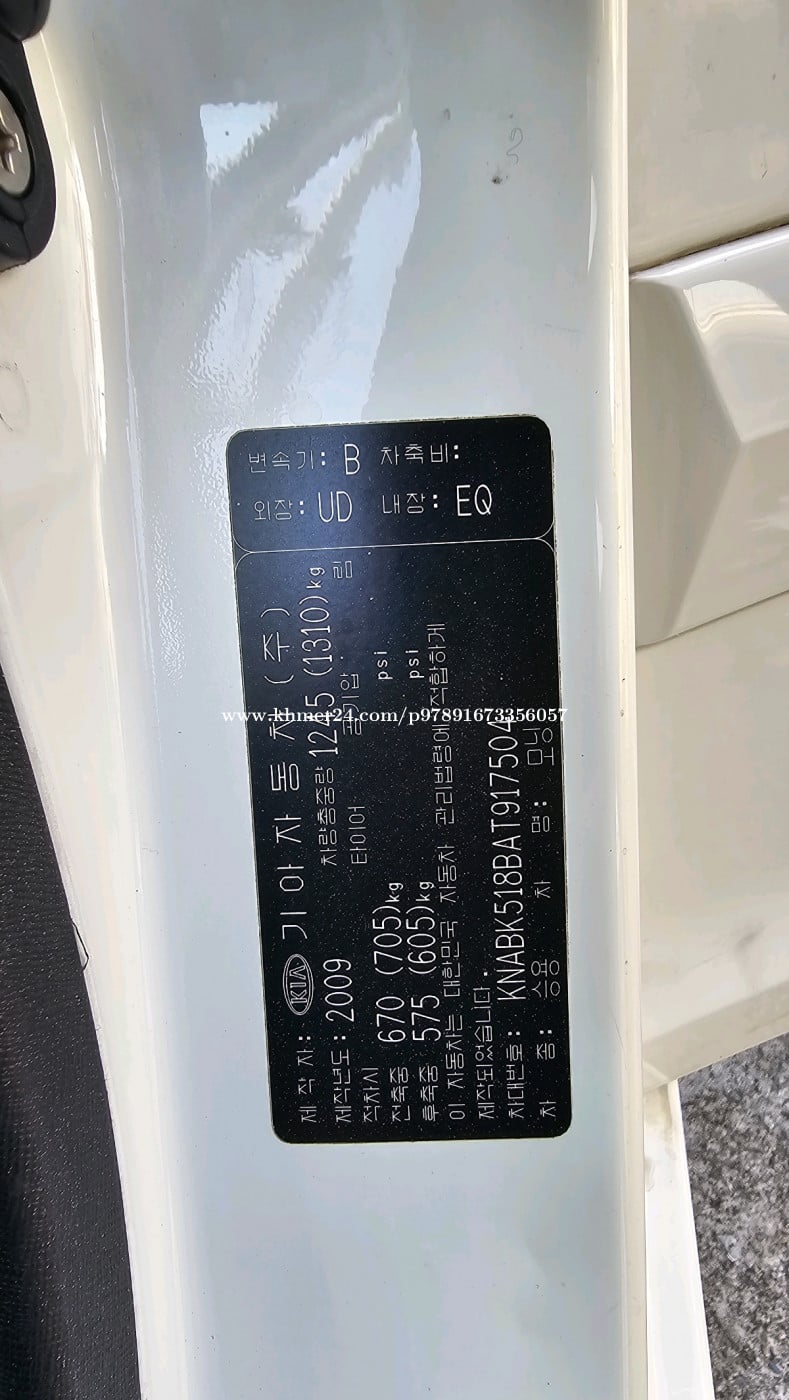 제 작 자: KIA 기 아 자 동 차 ( 주 )
제작년도: 2009 차량총중량 1245 (1310)kg
적차시 타이어 공기압 림
전축중 670 (705)kg psi
후축중 575 (605)kg psi
이 자동차는 대한민국 자동차 관리법령에 적합하게
제작되었습니다.
차대번호: KNABK518BAT917504
차 종: 승용 차 명: 모닝
변속기: B 차축비:
외장: UD 내장: EQ
www.khmer24.com/p97891673356057